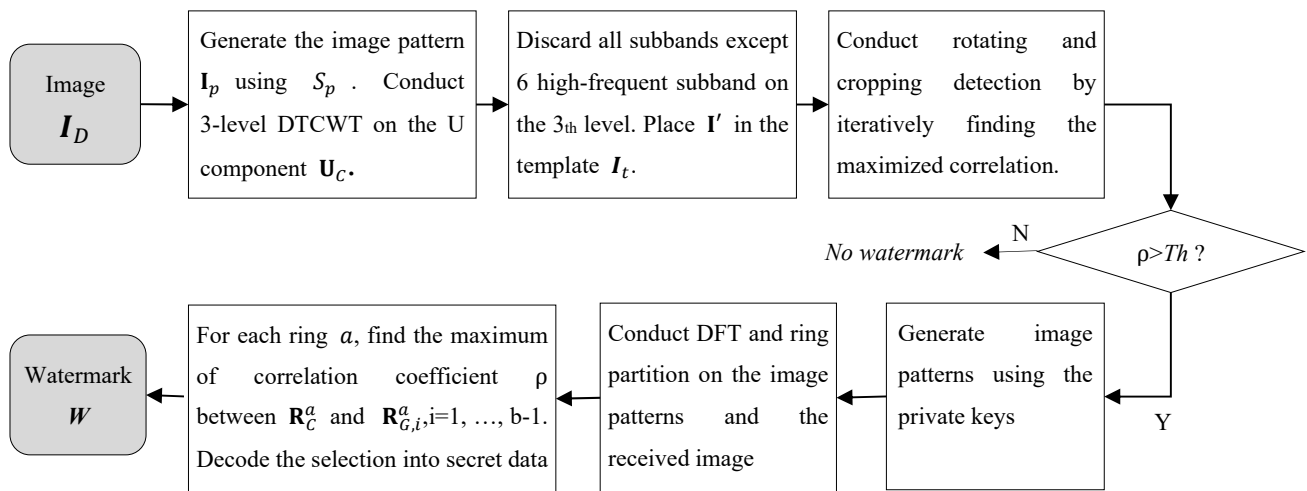 Image
I_D
Generate the image pattern
I_p using S_p . Conduct
3-level DTCWT on the U
component U_C.
Discard all subbands except
6 high-frequent subband on
the 3th level. Place I′ in the
template I_t.
Conduct rotating and
cropping detection by
iteratively finding the
maximized correlation.
ρ>Th ?
N
No watermark
Y
Generate image
patterns using the
private keys
Conduct DFT and ring
partition on the image
patterns and the
received image
For each ring a, find the maximum
of correlation coefficient ρ
between R_C^a and R_{G,i}^a,i=1, …, b-1.
Decode the selection into secret data
Watermark
W